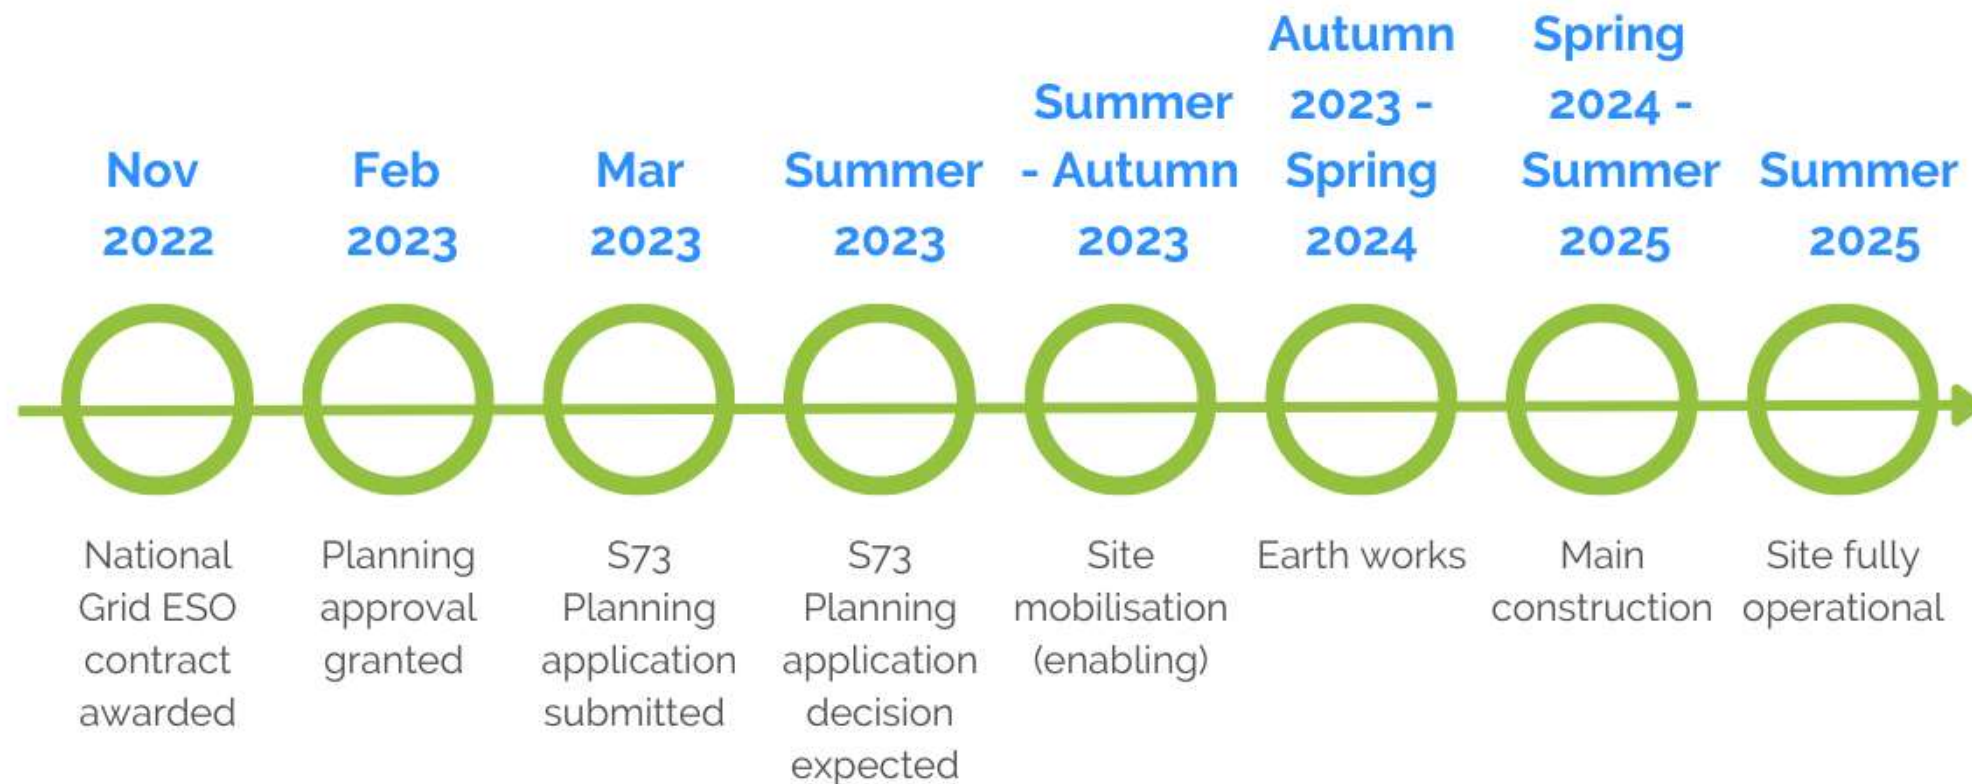 Nov
2022
Feb
2023
Mar
2023
Summer
2023
Summer
- Autumn
2023
Autumn
2023 -
Spring
2024
Spring
2024 -
Summer
2025
Summer
2025
National
Grid ESO
contract
awarded
Planning
approval
granted
S73
Planning
application
submitted
S73
Planning
application
decision
expected
Site
mobilisation
(enabling)
Earth works
Main
construction
Site fully
operational